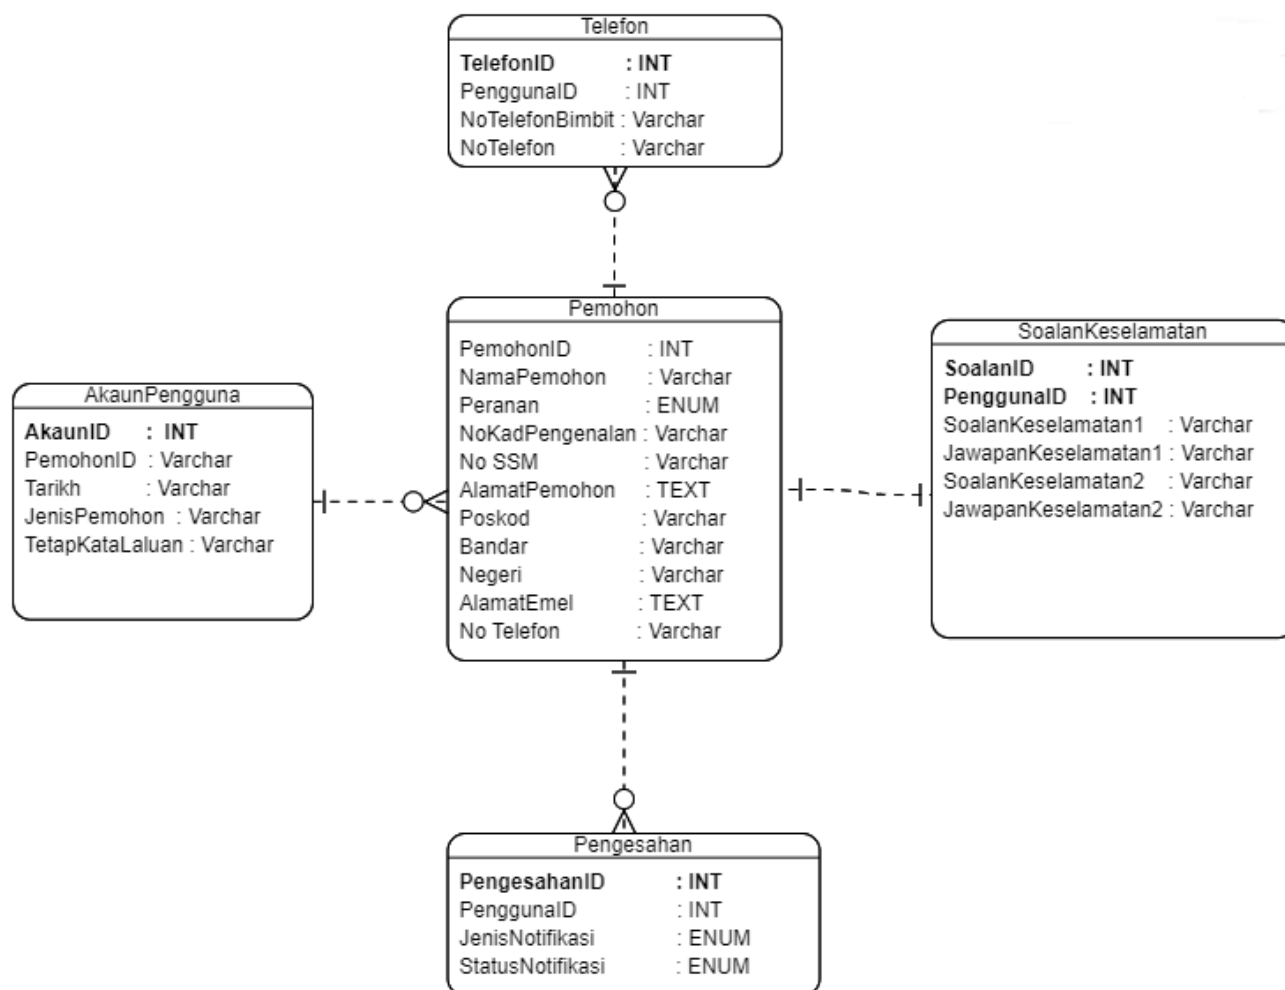 Telefon
TelefonID : INT
PenggunaID : INT
NoTelefonBimbit : Varchar
NoTelefon : Varchar
Pemohon
PemohonID : INT
NamaPemohon : Varchar
Peranan : ENUM
NoKadPengenalan : Varchar
No SSM : Varchar
AlamatPemohon : TEXT
Poskod : Varchar
Bandar : Varchar
Negeri : Varchar
AlamatEmel : TEXT
No Telefon : Varchar
SoalanKeselamatan
SoalanID : INT
PenggunaID : INT
SoalanKeselamatan1 : Varchar
JawapanKeselamatan1 : Varchar
SoalanKeselamatan2 : Varchar
JawapanKeselamatan2 : Varchar
AkaunPengguna
AkaunID : INT
PemohonID : Varchar
Tarikh : Varchar
JenisPemohon : Varchar
TetapKataLaluan : Varchar
Pengesahan
PengesahanID : INT
PenggunaID : INT
JenisNotifikasi : ENUM
StatusNotifikasi : ENUM